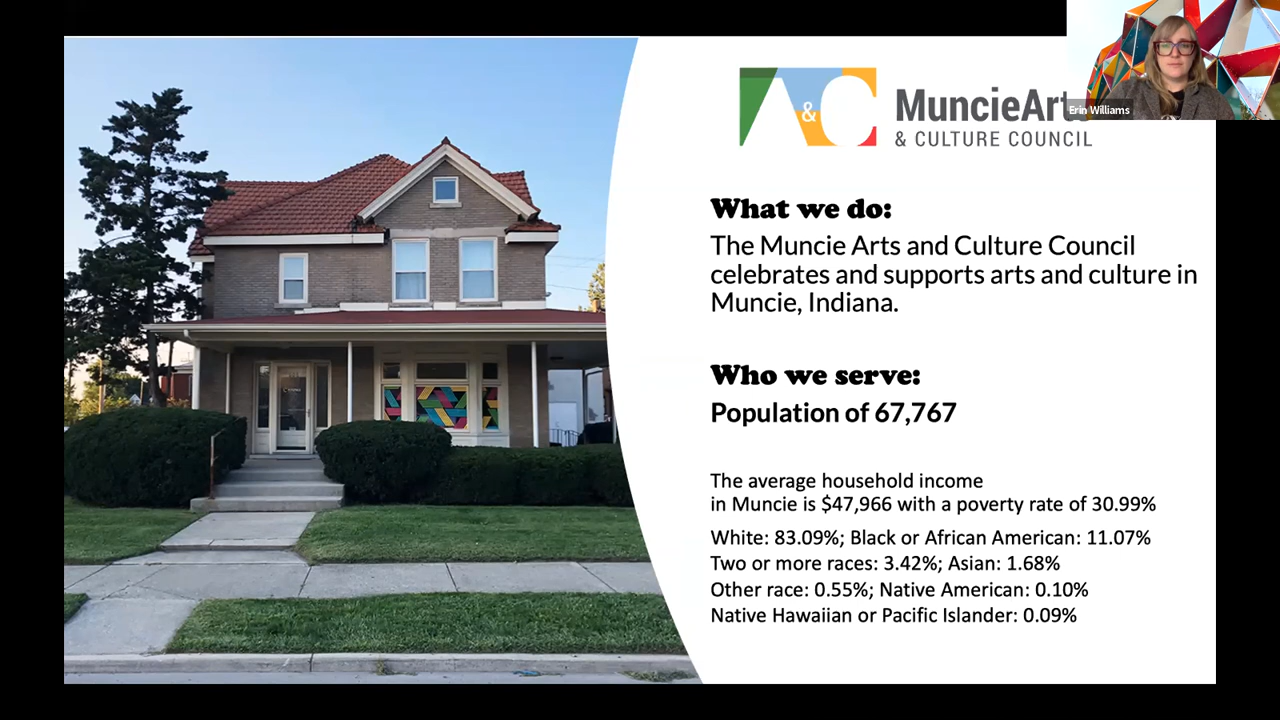 A&C
MuncieArts
& CULTURE COUNCIL
Erin Williams
What we do:
The Muncie Arts and Culture Council
celebrates and supports arts and culture in
Muncie, Indiana.
Who we serve:
Population of 67,767
The average household income
in Muncie is $47,966 with a poverty rate of 30.99%
White: 83.09%; Black or African American: 11.07%
Two or more races: 3.42%; Asian: 1.68%
Other race: 0.55%; Native American: 0.10%
Native Hawaiian or Pacific Islander: 0.09%